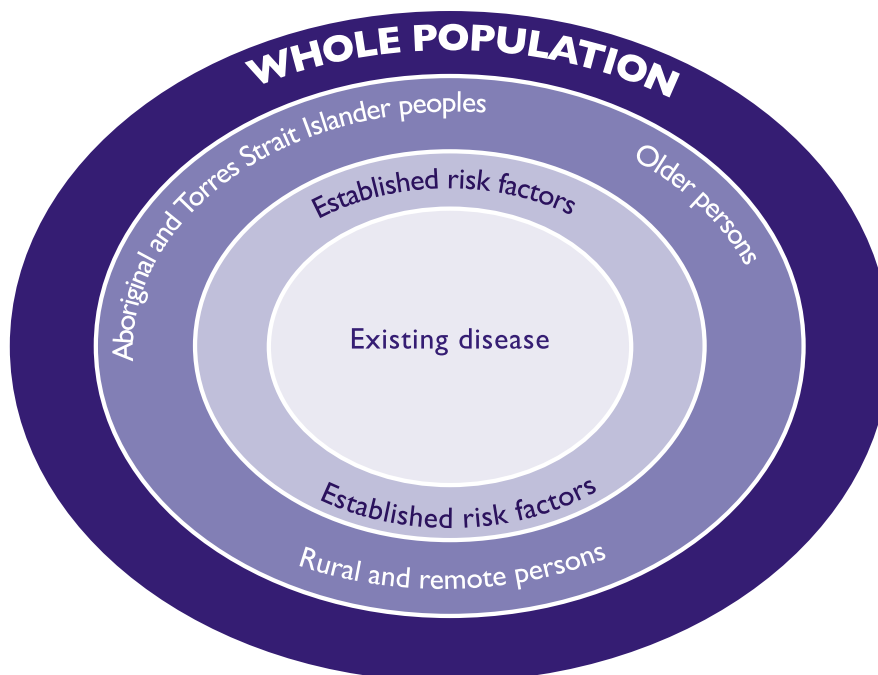 WHOLE POPULATION
Aboriginal and Torres Strait Islander peoples
Older persons
Established risk factors
Existing disease
Established risk factors
Rural and remote persons